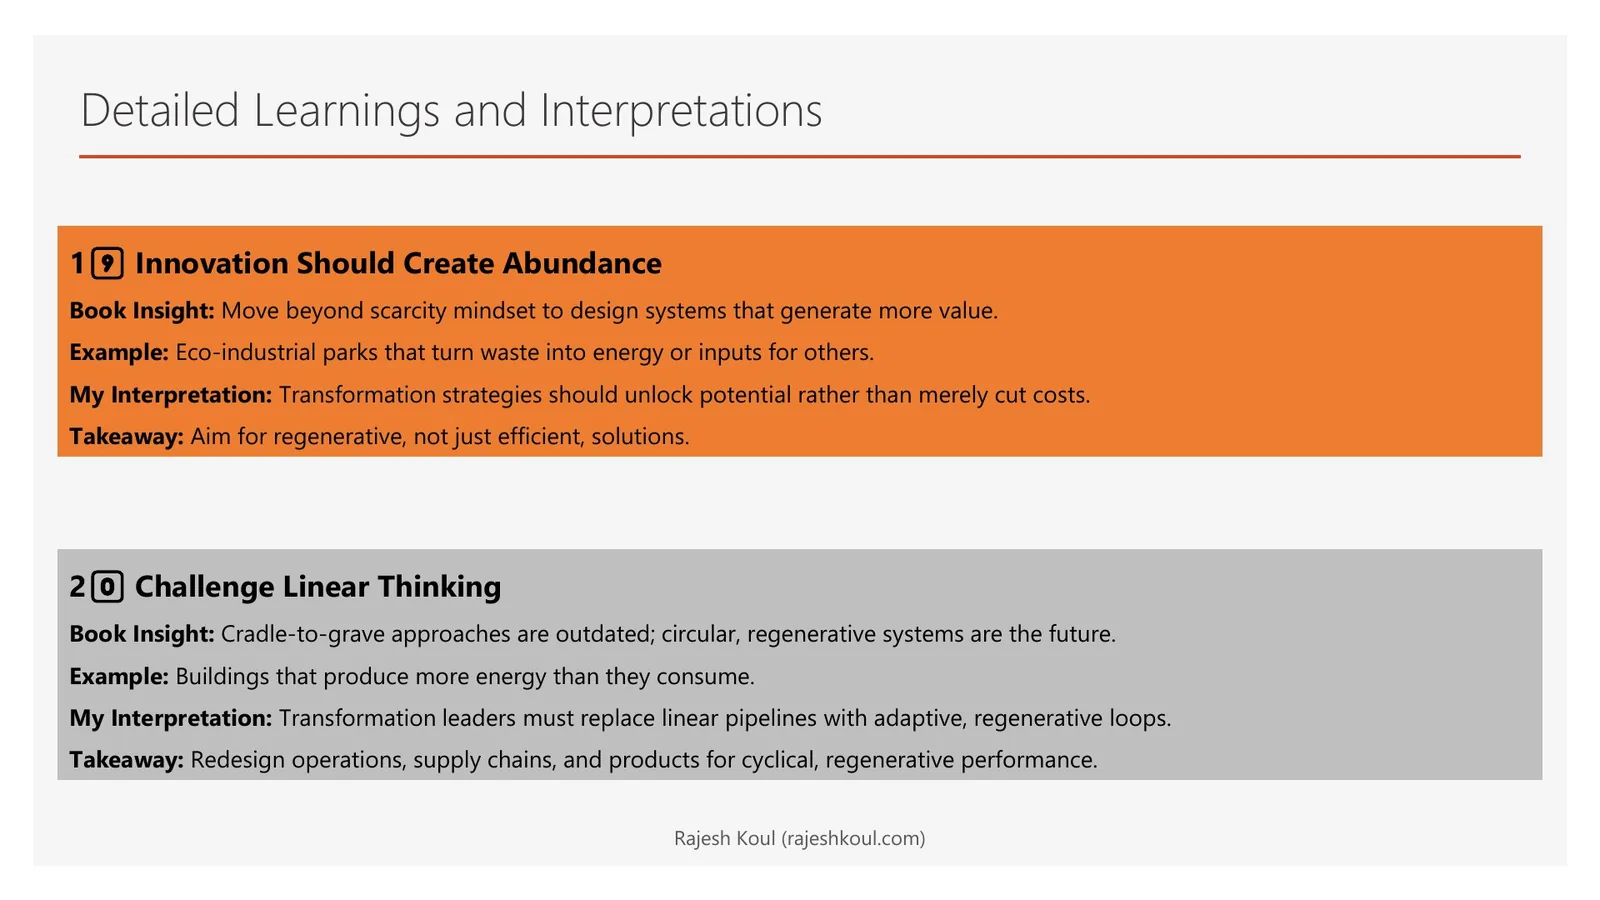 Detailed Learnings and Interpretations
19️⃣ Innovation Should Create Abundance
Book Insight: Move beyond scarcity mindset to design systems that generate more value.
Example: Eco-industrial parks that turn waste into energy or inputs for others.
My Interpretation: Transformation strategies should unlock potential rather than merely cut costs.
Takeaway: Aim for regenerative, not just efficient, solutions.
20️⃣ Challenge Linear Thinking
Book Insight: Cradle-to-grave approaches are outdated; circular, regenerative systems are the future.
Example: Buildings that produce more energy than they consume.
My Interpretation: Transformation leaders must replace linear pipelines with adaptive, regenerative loops.
Takeaway: Redesign operations, supply chains, and products for cyclical, regenerative performance.
Rajesh Koul (rajeshkoul.com)